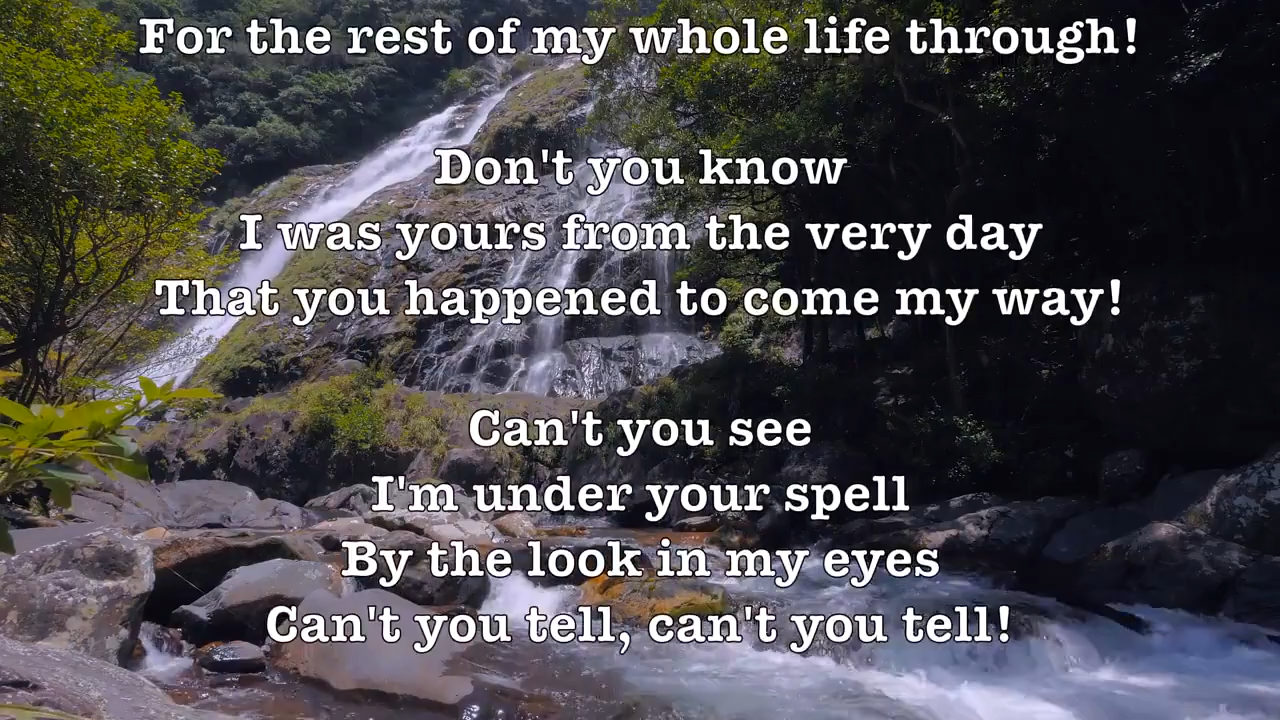 For the rest of my whole life through!
Don't you know
I was yours from the very day
That you happened to come my way!
Can't you see
I'm under your spell
By the look in my eyes
Can't you tell, can't you tell!